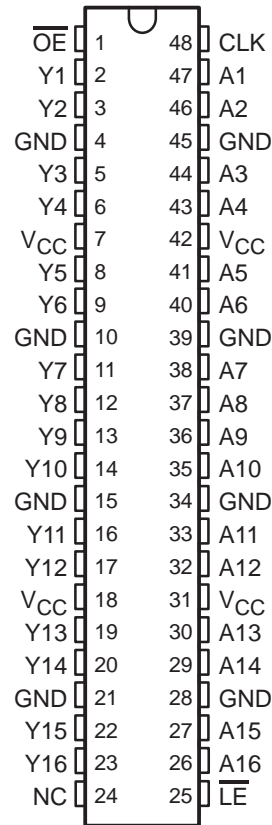 O̅E̅ 1 48 CLK
Y1 2 47 A1
Y2 3 46 A2
GND 4 45 GND
Y3 5 44 A3
Y4 6 43 A4
VCC 7 42 VCC
Y5 8 41 A5
Y6 9 40 A6
GND 10 39 GND
Y7 11 38 A7
Y8 12 37 A8
Y9 13 36 A9
Y10 14 35 A10
GND 15 34 GND
Y11 16 33 A11
Y12 17 32 A12
VCC 18 31 VCC
Y13 19 30 A13
Y14 20 29 A14
GND 21 28 GND
Y15 22 27 A15
Y16 23 26 A16
NC 24 25 L̅E̅